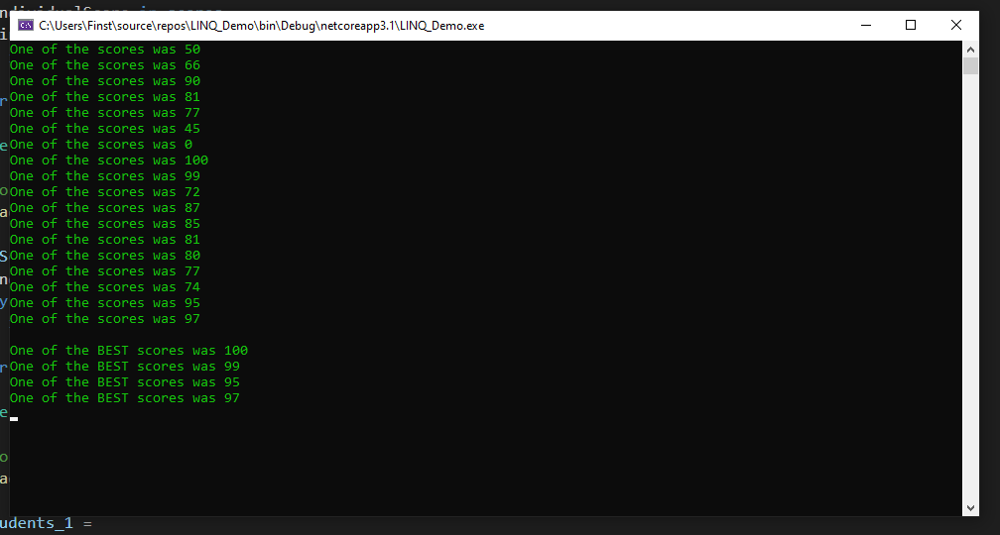 in scores
C:\Users\Finst\source\repos\LINQ_Demo\bin\Debug\netcoreapp3.1\LINQ_Demo.exe
One of the scores was 50
One of the scores was 66
One of the scores was 90
One of the scores was 81
One of the scores was 77
One of the scores was 45
One of the scores was 0
One of the scores was 100
One of the scores was 99
One of the scores was 72
One of the scores was 87
One of the scores was 85
One of the scores was 81
One of the scores was 80
One of the scores was 77
One of the scores was 74
One of the scores was 95
One of the scores was 97
One of the BEST scores was 100
One of the BEST scores was 99
One of the BEST scores was 95
One of the BEST scores was 97
udents_1 =